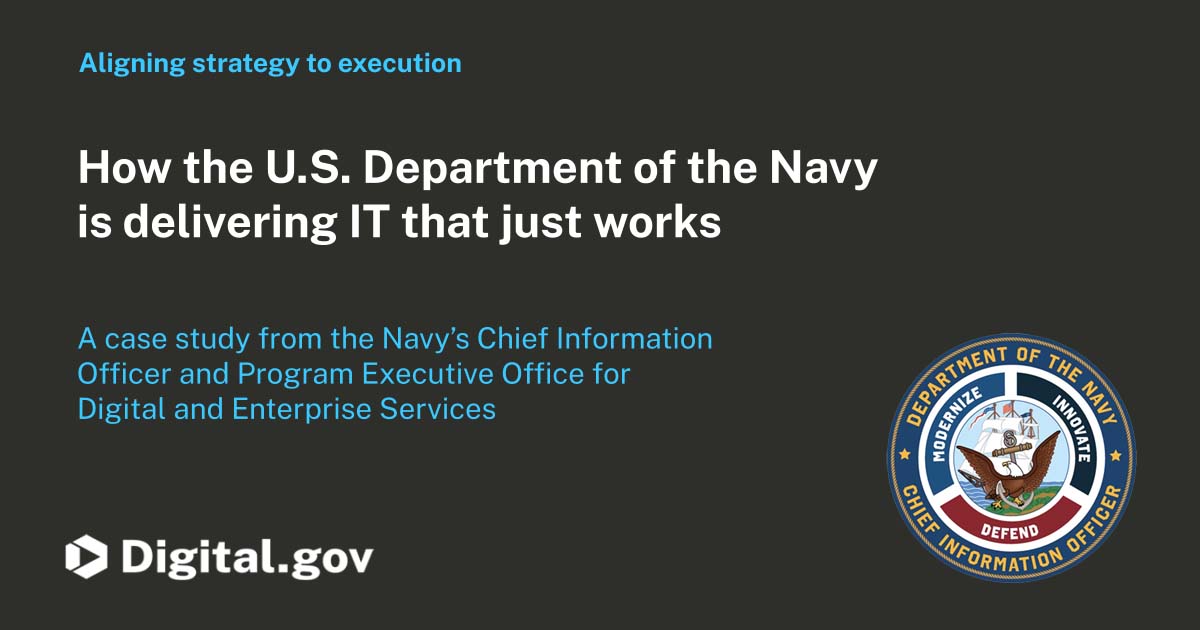 Aligning strategy to execution
How the U.S. Department of the Navy
is delivering IT that just works
A case study from the Navy’s Chief Information
Officer and Program Executive Office for
Digital and Enterprise Services
DEPARTMENT OF THE NAVY
MODERNIZE
INNOVATE
DEFEND
CHIEF INFORMATION OFFICER
Digital.gov